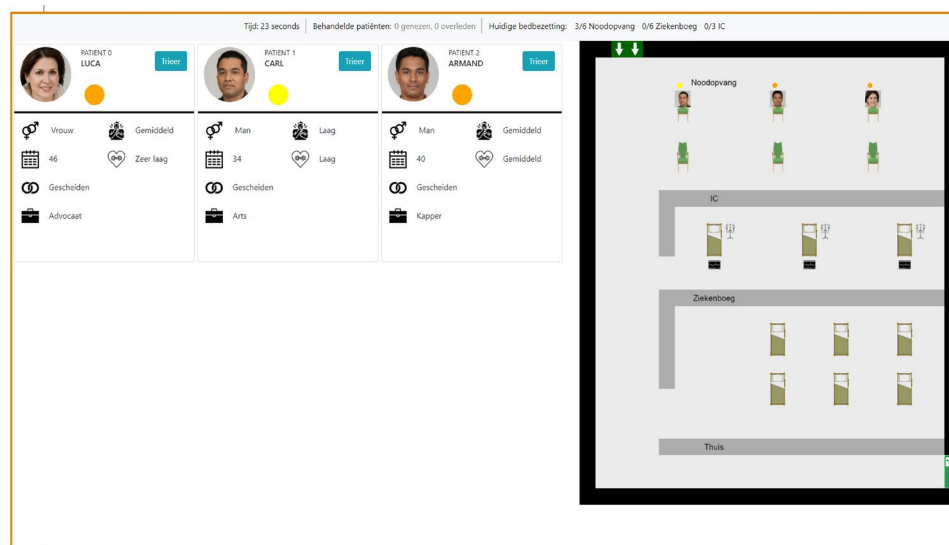 Tijd: 23 seconds Behandelde patiënten: 0 genezen, 0 overleden Huidige bedbezetting: 3/6 Noodopvang 0/6 Ziekenboeg 0/3 IC
PATIENT 0
LUCA
Trieer
Vrouw
Gemiddeld
46
Zeer laag
Gescheiden
Advocaat
PATIENT 1
CARL
Trieer
Man
Laag
34
Laag
Gescheiden
Arts
PATIENT 2
ARMAND
Trieer
Man
Gemiddeld
40
Gemiddeld
Gescheiden
Kapper
Noodopvang
IC
Ziekenboeg
Thuis